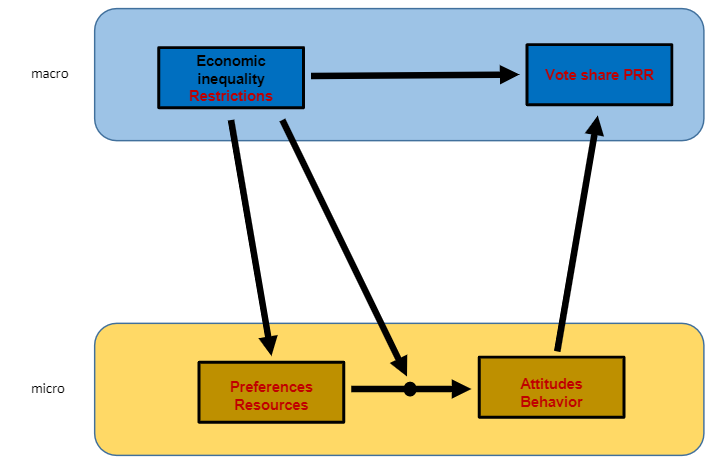 macro
Economic
inequality
Restrictions
Vote share PRR
micro
Preferences
Resources
Attitudes
Behavior